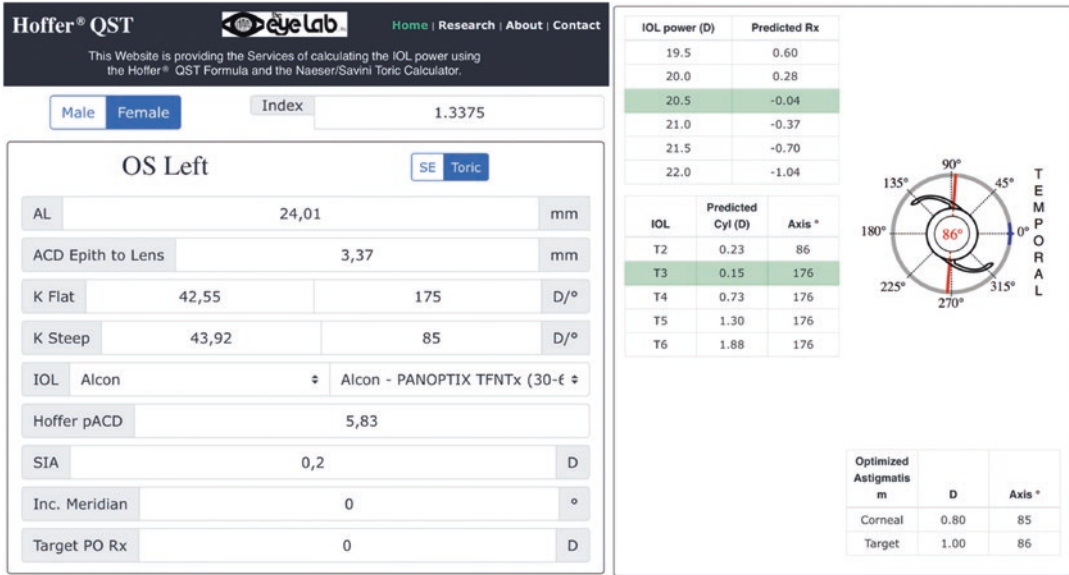 Hoffer® QST
the eye Lab
Home | Research | About | Contact
This Website is providing the Services of calculating the IOL power using
the Hoffer® QST Formula and the Naeser/Savini Toric Calculator.
Male Female
Index 1.3375
OS Left
SE Toric
AL 24,01 mm
ACD Epith to Lens 3,37 mm
K Flat 42,55 175 D/°
K Steep 43,92 85 D/°
IOL Alcon Alcon - PANOPTIX TFNTx (30-6
Hoffer pACD 5,83
SIA 0,2 D
Inc. Meridian 0 °
Target PO Rx 0 D
IOL power (D) Predicted Rx
19.5 0.60
20.0 0.28
20.5 -0.04
21.0 -0.37
21.5 -0.70
22.0 -1.04
IOL Predicted Cyl (D) Axis °
T2 0.23 86
T3 0.15 176
T4 0.73 176
T5 1.30 176
T6 1.88 176
90°
135° 45°
180° 86° 0°
225° 315°
270°
TEMPORAL
Optimized
Astigmatis
m D Axis °
Corneal 0.80 85
Target 1.00 86